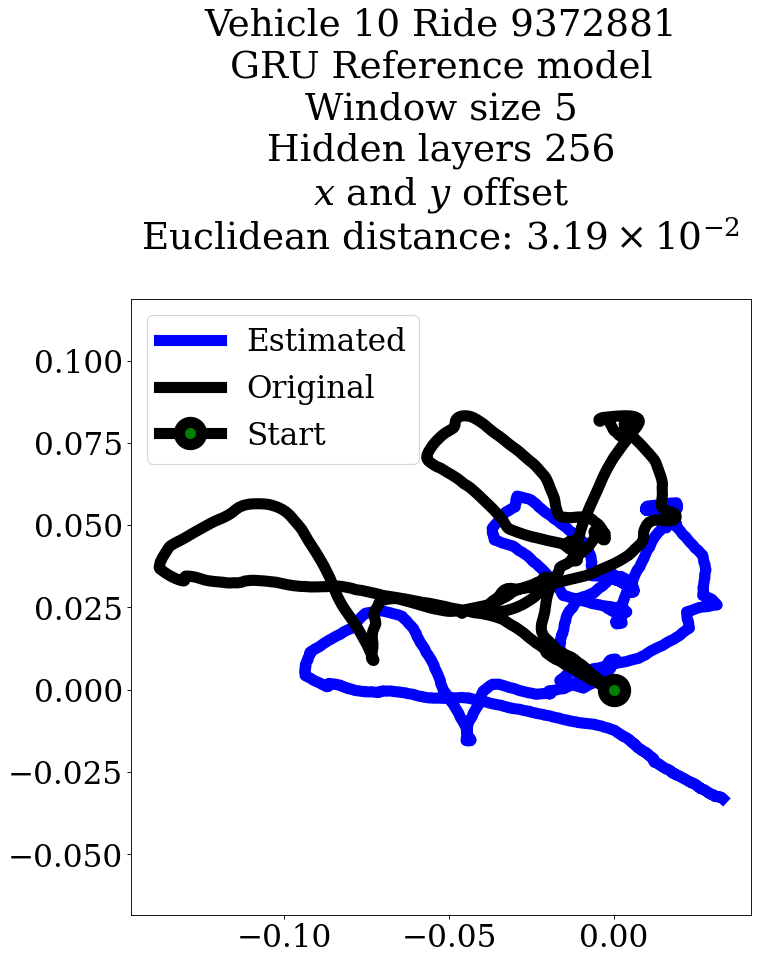 Vehicle 10 Ride 9372881
GRU Reference model
Window size 5
Hidden layers 256
x and y offset
Euclidean distance: 3.19 × 10⁻²
Estimated
Original
Start
0.100
0.075
0.050
0.025
0.000
−0.025
−0.050
−0.10
−0.05
0.00